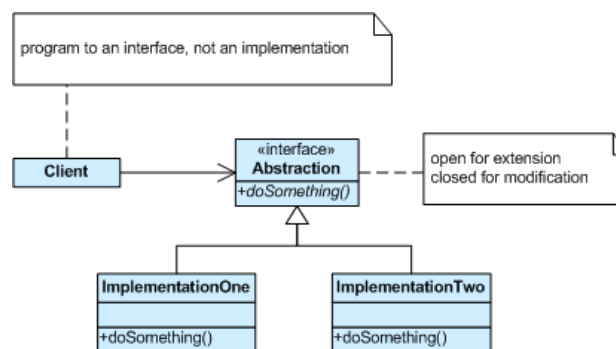 program to an interface, not an implementation
«interface»
Abstraction
+doSomething()
Client
open for extension
closed for modification
ImplementationOne
+doSomething()
ImplementationTwo
+doSomething()